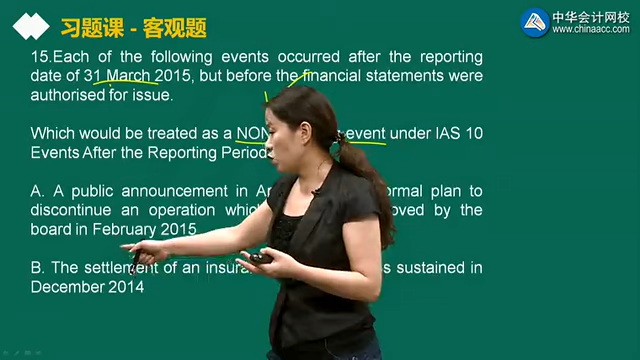 习题课 - 客观题
中华会计网校
www.chinaacc.com
15.Each of the following events occurred after the reporting
date of 31 March 2015, but before the financial statements were
authorised for issue.
Which would be treated as a NON event under IAS 10
Events After the Reporting Period
A. A public announcement in plan to
discontinue an operation by the
board in February 2015
B. The settlement of an sustained in
December 2014